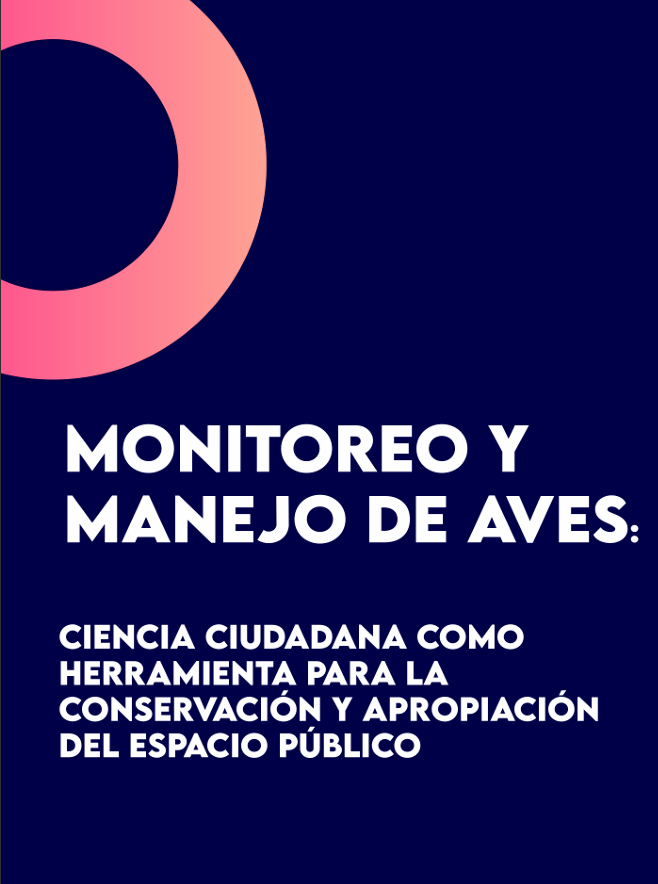 MONITOREO Y
MANEJO DE AVES:
CIENCIA CIUDADANA COMO
HERRAMIENTA PARA LA
CONSERVACIÓN Y APROPIACIÓN
DEL ESPACIO PÚBLICO